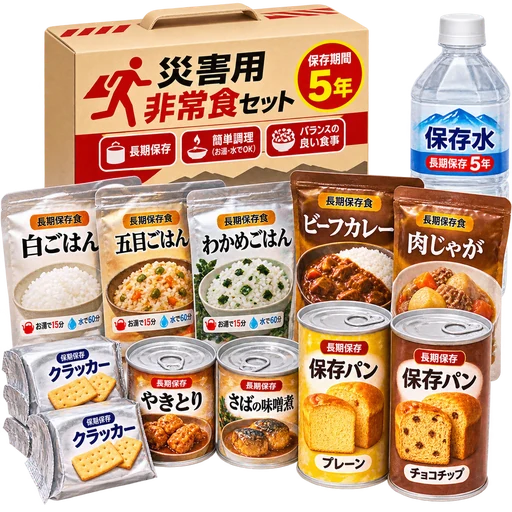 災害用
非常食セット
保存期間
5年
長期保存
簡単調理
(お湯・水でOK)
バランスの
良い食事
保存水
長期保存 5年
長期保存食
白ごはん
お湯で15分
水で60分
長期保存食
五目ごはん
お湯で15分
水で60分
長期保存食
わかめごはん
お湯で15分
水で60分
長期保存食
ビーフカレー
長期保存食
肉じゃが
クラッカー
クラッカー
長期保存
やきとり
長期保存
さばの味噌煮
長期保存
保存パン
プレーン
長期保存
保存パン
チョコチップ